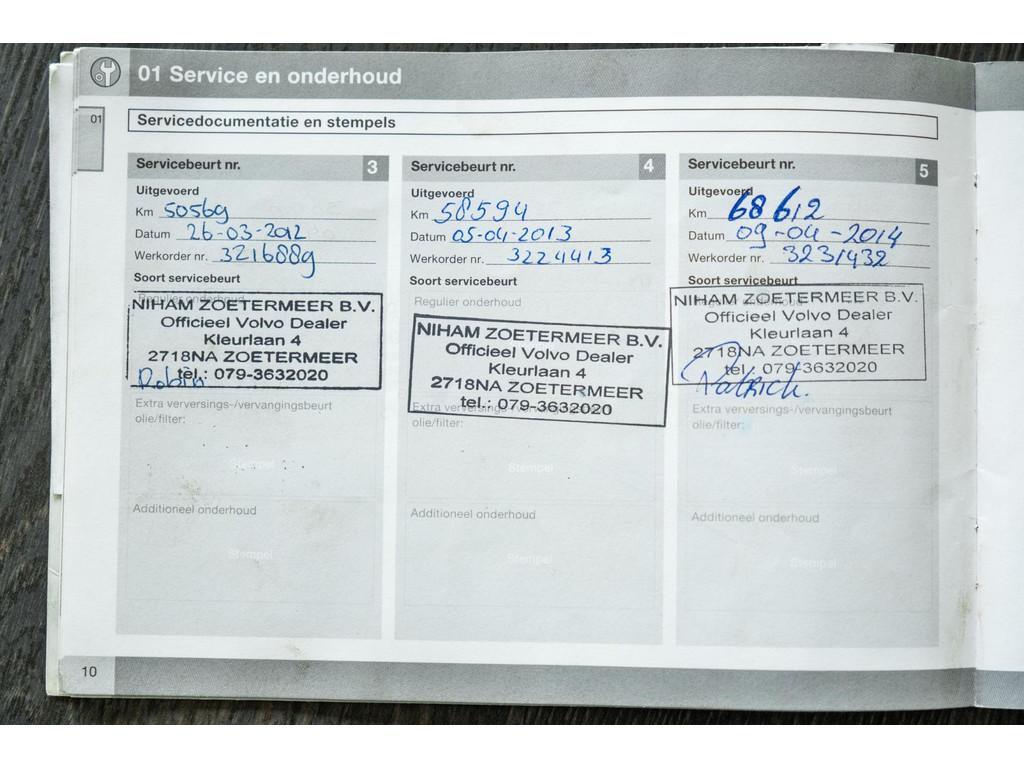 01 Service en onderhoud
01
Servicedocumentatie en stempels
Servicebeurt nr. 3
Uitgevoerd
Km 50569
Datum 26-03-2012
Werkorder nr. 3216889
Soort servicebeurt
Regulier onderhoud
NIHAM ZOETERMEER B.V.
Officieel Volvo Dealer
Kleurlaan 4
2718NA ZOETERMEER
tel.: 079-3632020
Robin
Extra verversings-/vervangingsbeurt
olie/filter:
Stempel
Additioneel onderhoud
Stempel
Servicebeurt nr. 4
Uitgevoerd
Km 58594
Datum 05-04-2013
Werkorder nr. 3224413
Soort servicebeurt
Regulier onderhoud
NIHAM ZOETERMEER B.V.
Officieel Volvo Dealer
Kleurlaan 4
2718NA ZOETERMEER
tel.: 079-3632020
Extra verversings-/vervangingsbeurt
olie/filter:
Stempel
Additioneel onderhoud
Stempel
Servicebeurt nr. 5
Uitgevoerd
Km 68612
Datum 09-04-2014
Werkorder nr. 3231432
Soort servicebeurt
NIHAM ZOETERMEER B.V.
Officieel Volvo Dealer
Kleurlaan 4
2718NA ZOETERMEER
tel.: 079-3632020
Patrick.
Extra verversings-/vervangingsbeurt
olie/filter:
Stempel
Additioneel onderhoud
Stempel
10